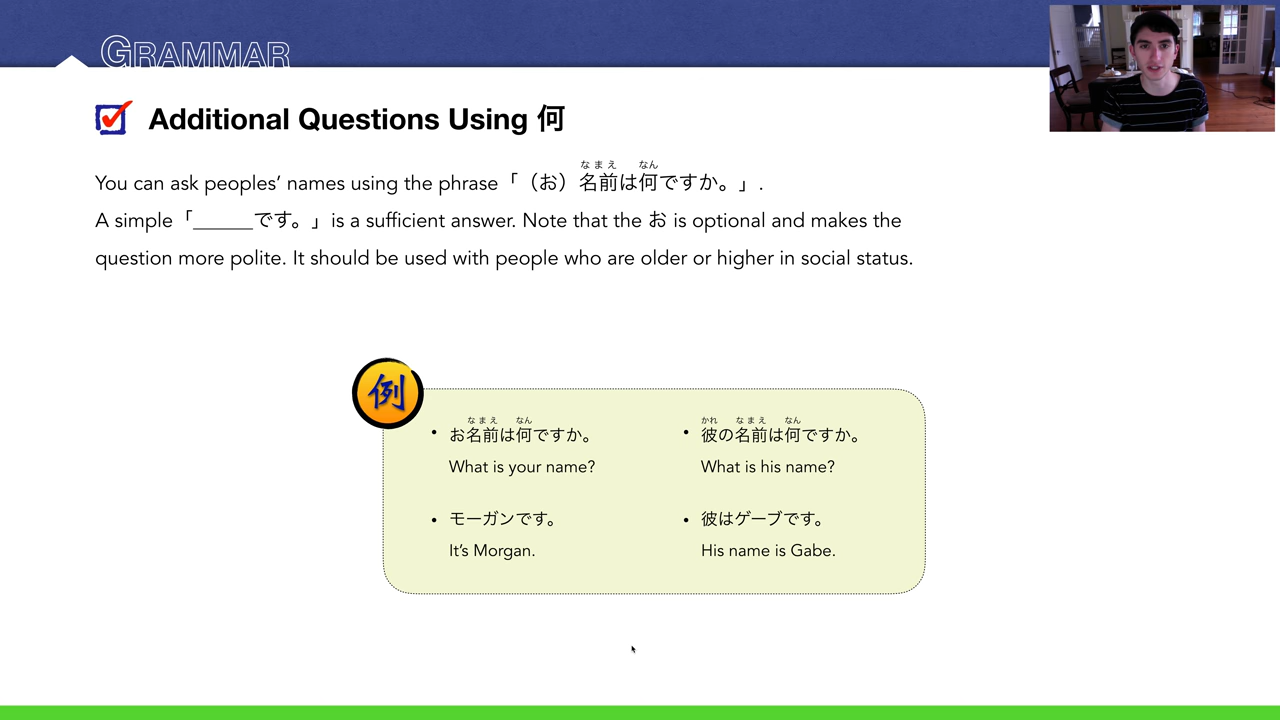 GRAMMAR
Additional Questions Using 何
なまえ なん
You can ask peoples’ names using the phrase「（お）名前は何ですか。」.
A simple「______です。」is a sufficient answer. Note that the お is optional and makes the
question more polite. It should be used with people who are older or higher in social status.
例
なまえ なん
• お名前は何ですか。
What is your name?
• モーガンです。
It’s Morgan.
かれ なまえ なん
• 彼の名前は何ですか。
What is his name?
• 彼はゲーブです。
His name is Gabe.